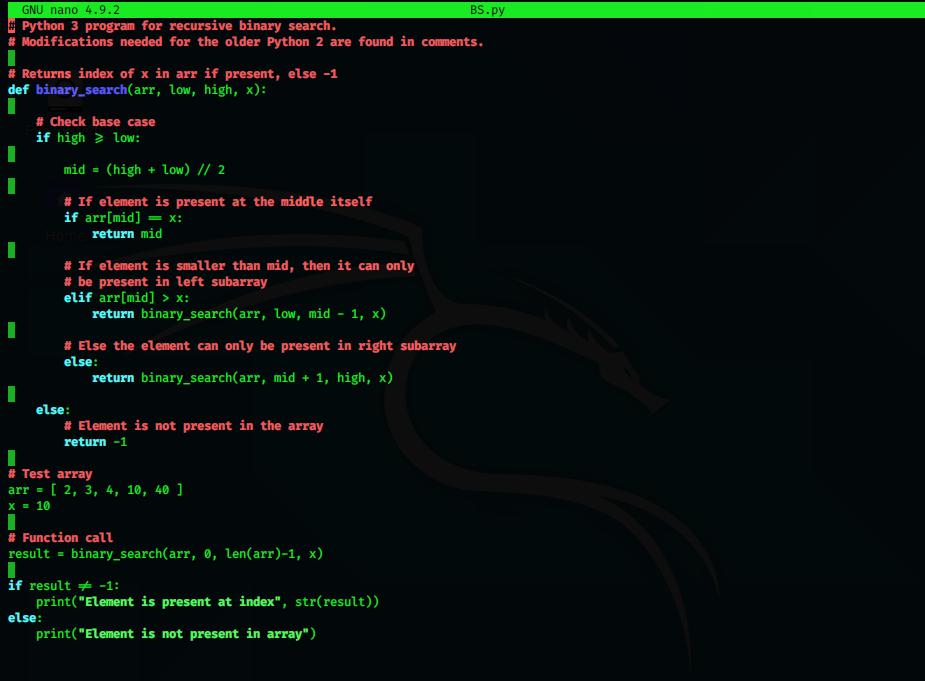 GNU nano 4.9.2 BS.py
# Python 3 program for recursive binary search.
# Modifications needed for the older Python 2 are found in comments.
# Returns index of x in arr if present, else -1
def binary_search(arr, low, high, x):
    # Check base case
    if high >= low:
        mid = (high + low) // 2
        # If element is present at the middle itself
        if arr[mid] == x:
            return mid
        # If element is smaller than mid, then it can only
        # be present in left subarray
        elif arr[mid] > x:
            return binary_search(arr, low, mid - 1, x)
        # Else the element can only be present in right subarray
        else:
            return binary_search(arr, mid + 1, high, x)
    else:
        # Element is not present in the array
        return -1
# Test array
arr = [ 2, 3, 4, 10, 40 ]
x = 10
# Function call
result = binary_search(arr, 0, len(arr)-1, x)
if result != -1:
    print("Element is present at index", str(result))
else:
    print("Element is not present in array")